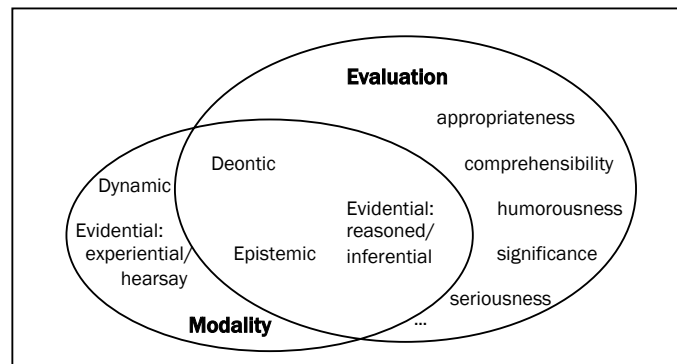 Evaluation
appropriateness
Deontic
comprehensibility
Dynamic
Evidential:
reasoned/
inferential
humorousness
Evidential:
experiential/
hearsay
Epistemic
significance
seriousness
Modality
...